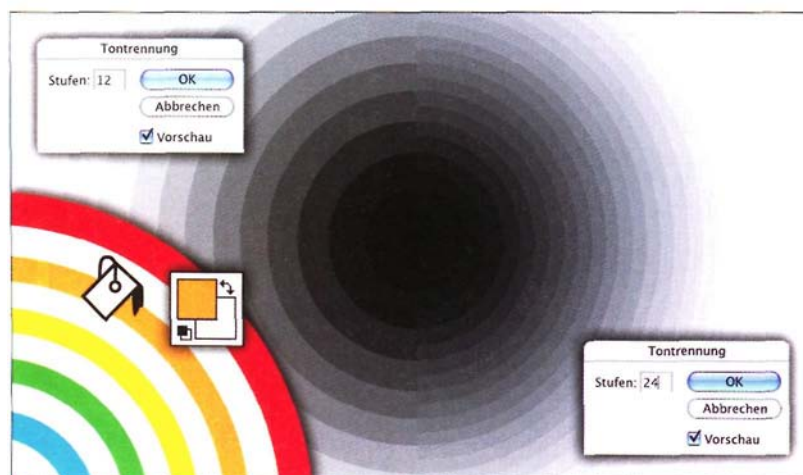 Tontrennung
Stufen: 12
OK
Abbrechen
Vorschau
Tontrennung
Stufen: 24
OK
Abbrechen
Vorschau